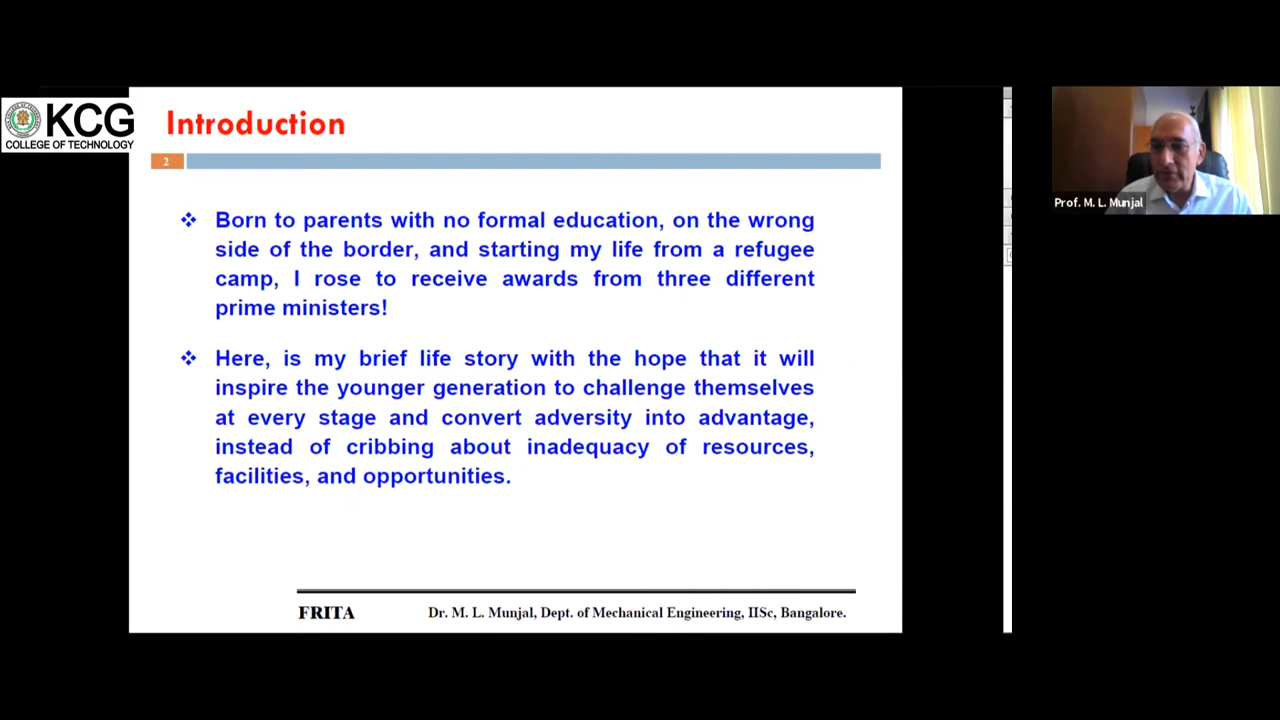 KCG
COLLEGE OF TECHNOLOGY
Introduction
2
Born to parents with no formal education, on the wrong
side of the border, and starting my life from a refugee
camp, I rose to receive awards from three different
prime ministers!
Here, is my brief life story with the hope that it will
inspire the younger generation to challenge themselves
at every stage and convert adversity into advantage,
instead of cribbing about inadequacy of resources,
facilities, and opportunities.
FRITA
Dr. M. L. Munjal, Dept. of Mechanical Engineering, IISc, Bangalore.
Prof. M. L. Munjal